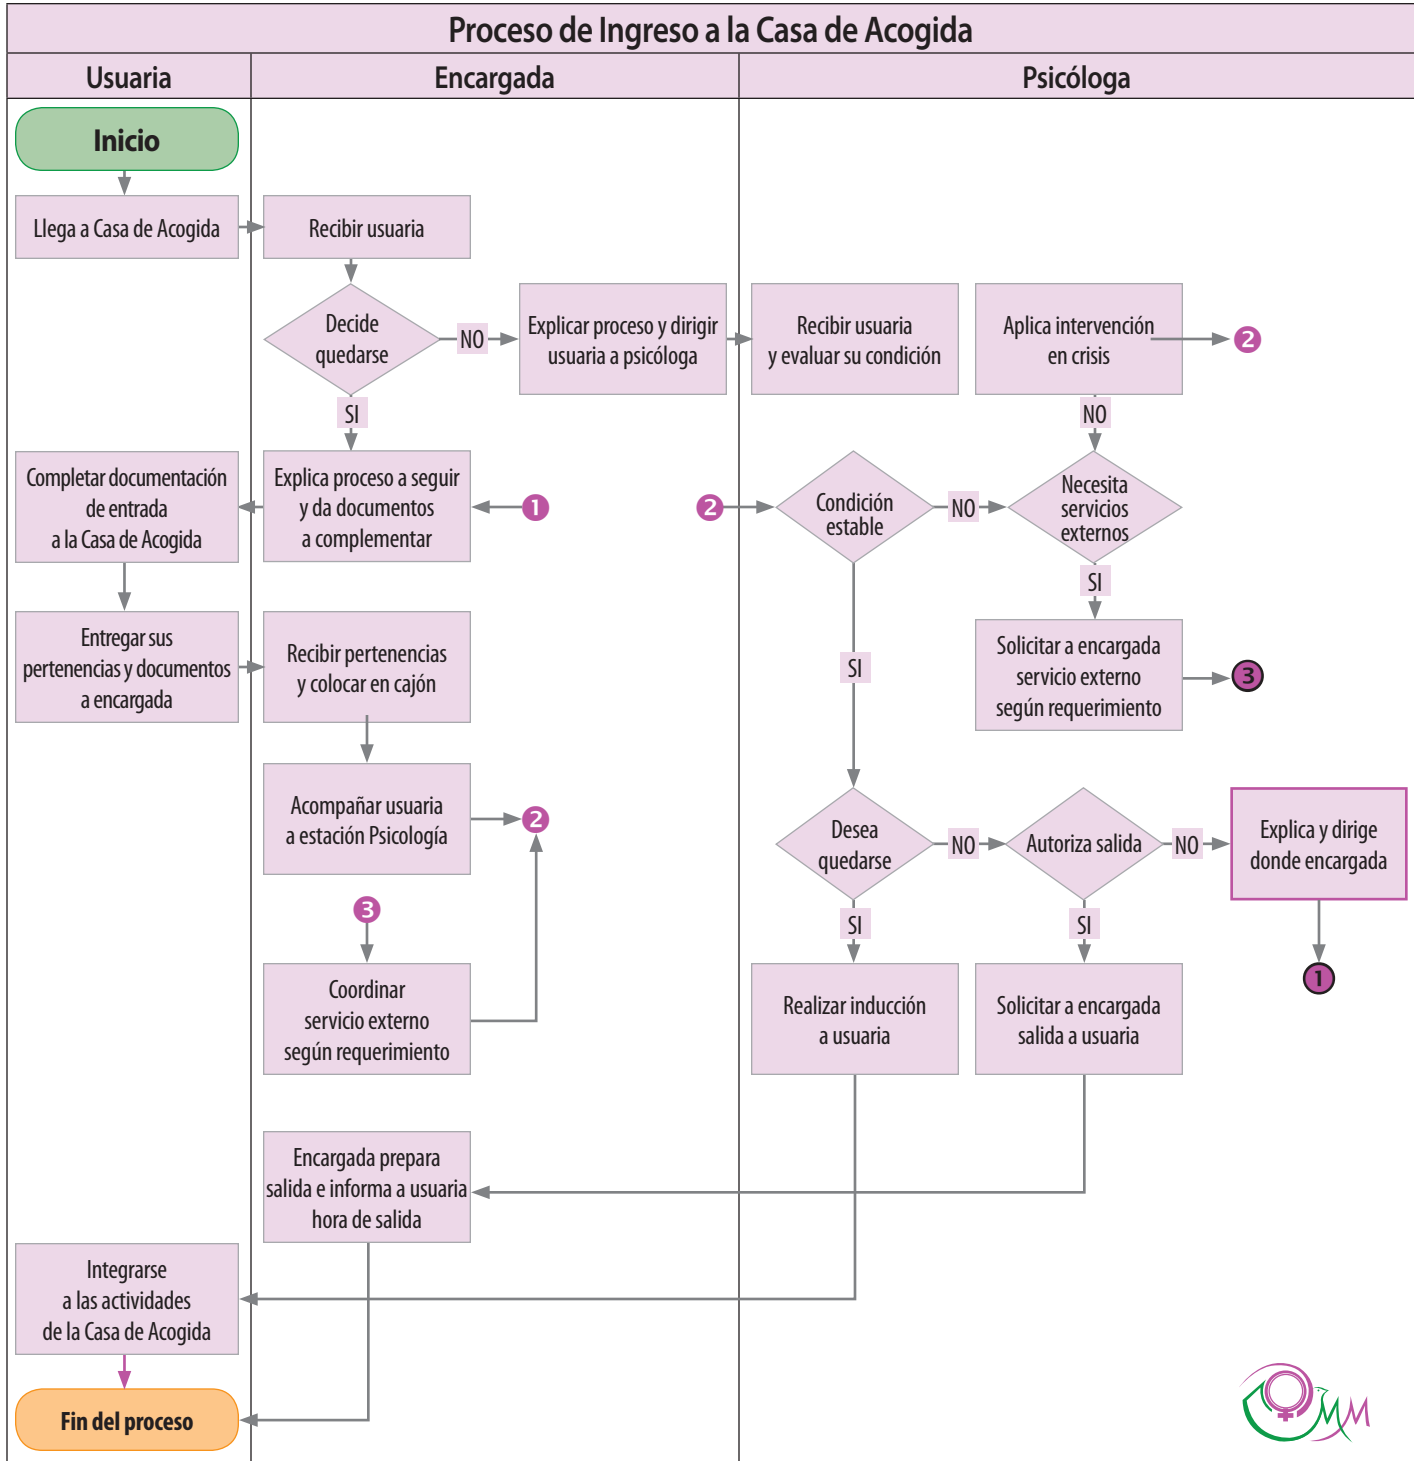 Proceso de Ingreso a la Casa de Acogida
Usuaria
Encargada
Psicóloga
Inicio
Llega a Casa de Acogida
Recibir usuaria
Decide
quedarse
NO
Explicar proceso y dirigir
usuaria a psicóloga
Recibir usuaria
y evaluar su condición
Aplica intervención
en crisis
2
SI
NO
Completar documentación
de entrada
a la Casa de Acogida
Explica proceso a seguir
y da documentos
a complementar
1
2
Condición
estable
NO
Necesita
servicios
externos
SI
Entregar sus
pertenencias y documentos
a encargada
Recibir pertenencias
y colocar en cajón
SI
Solicitar a encargada
servicio externo
según requerimiento
3
Acompañar usuaria
a estación Psicología
2
Desea
quedarse
NO
Autoriza salida
NO
Explica y dirige
donde encargada
3
SI
SI
1
Coordinar
servicio externo
según requerimiento
Realizar inducción
a usuaria
Solicitar a encargada
salida a usuaria
Encargada prepara
salida e informa a usuaria
hora de salida
Integrarse
a las actividades
de la Casa de Acogida
Fin del proceso
MM